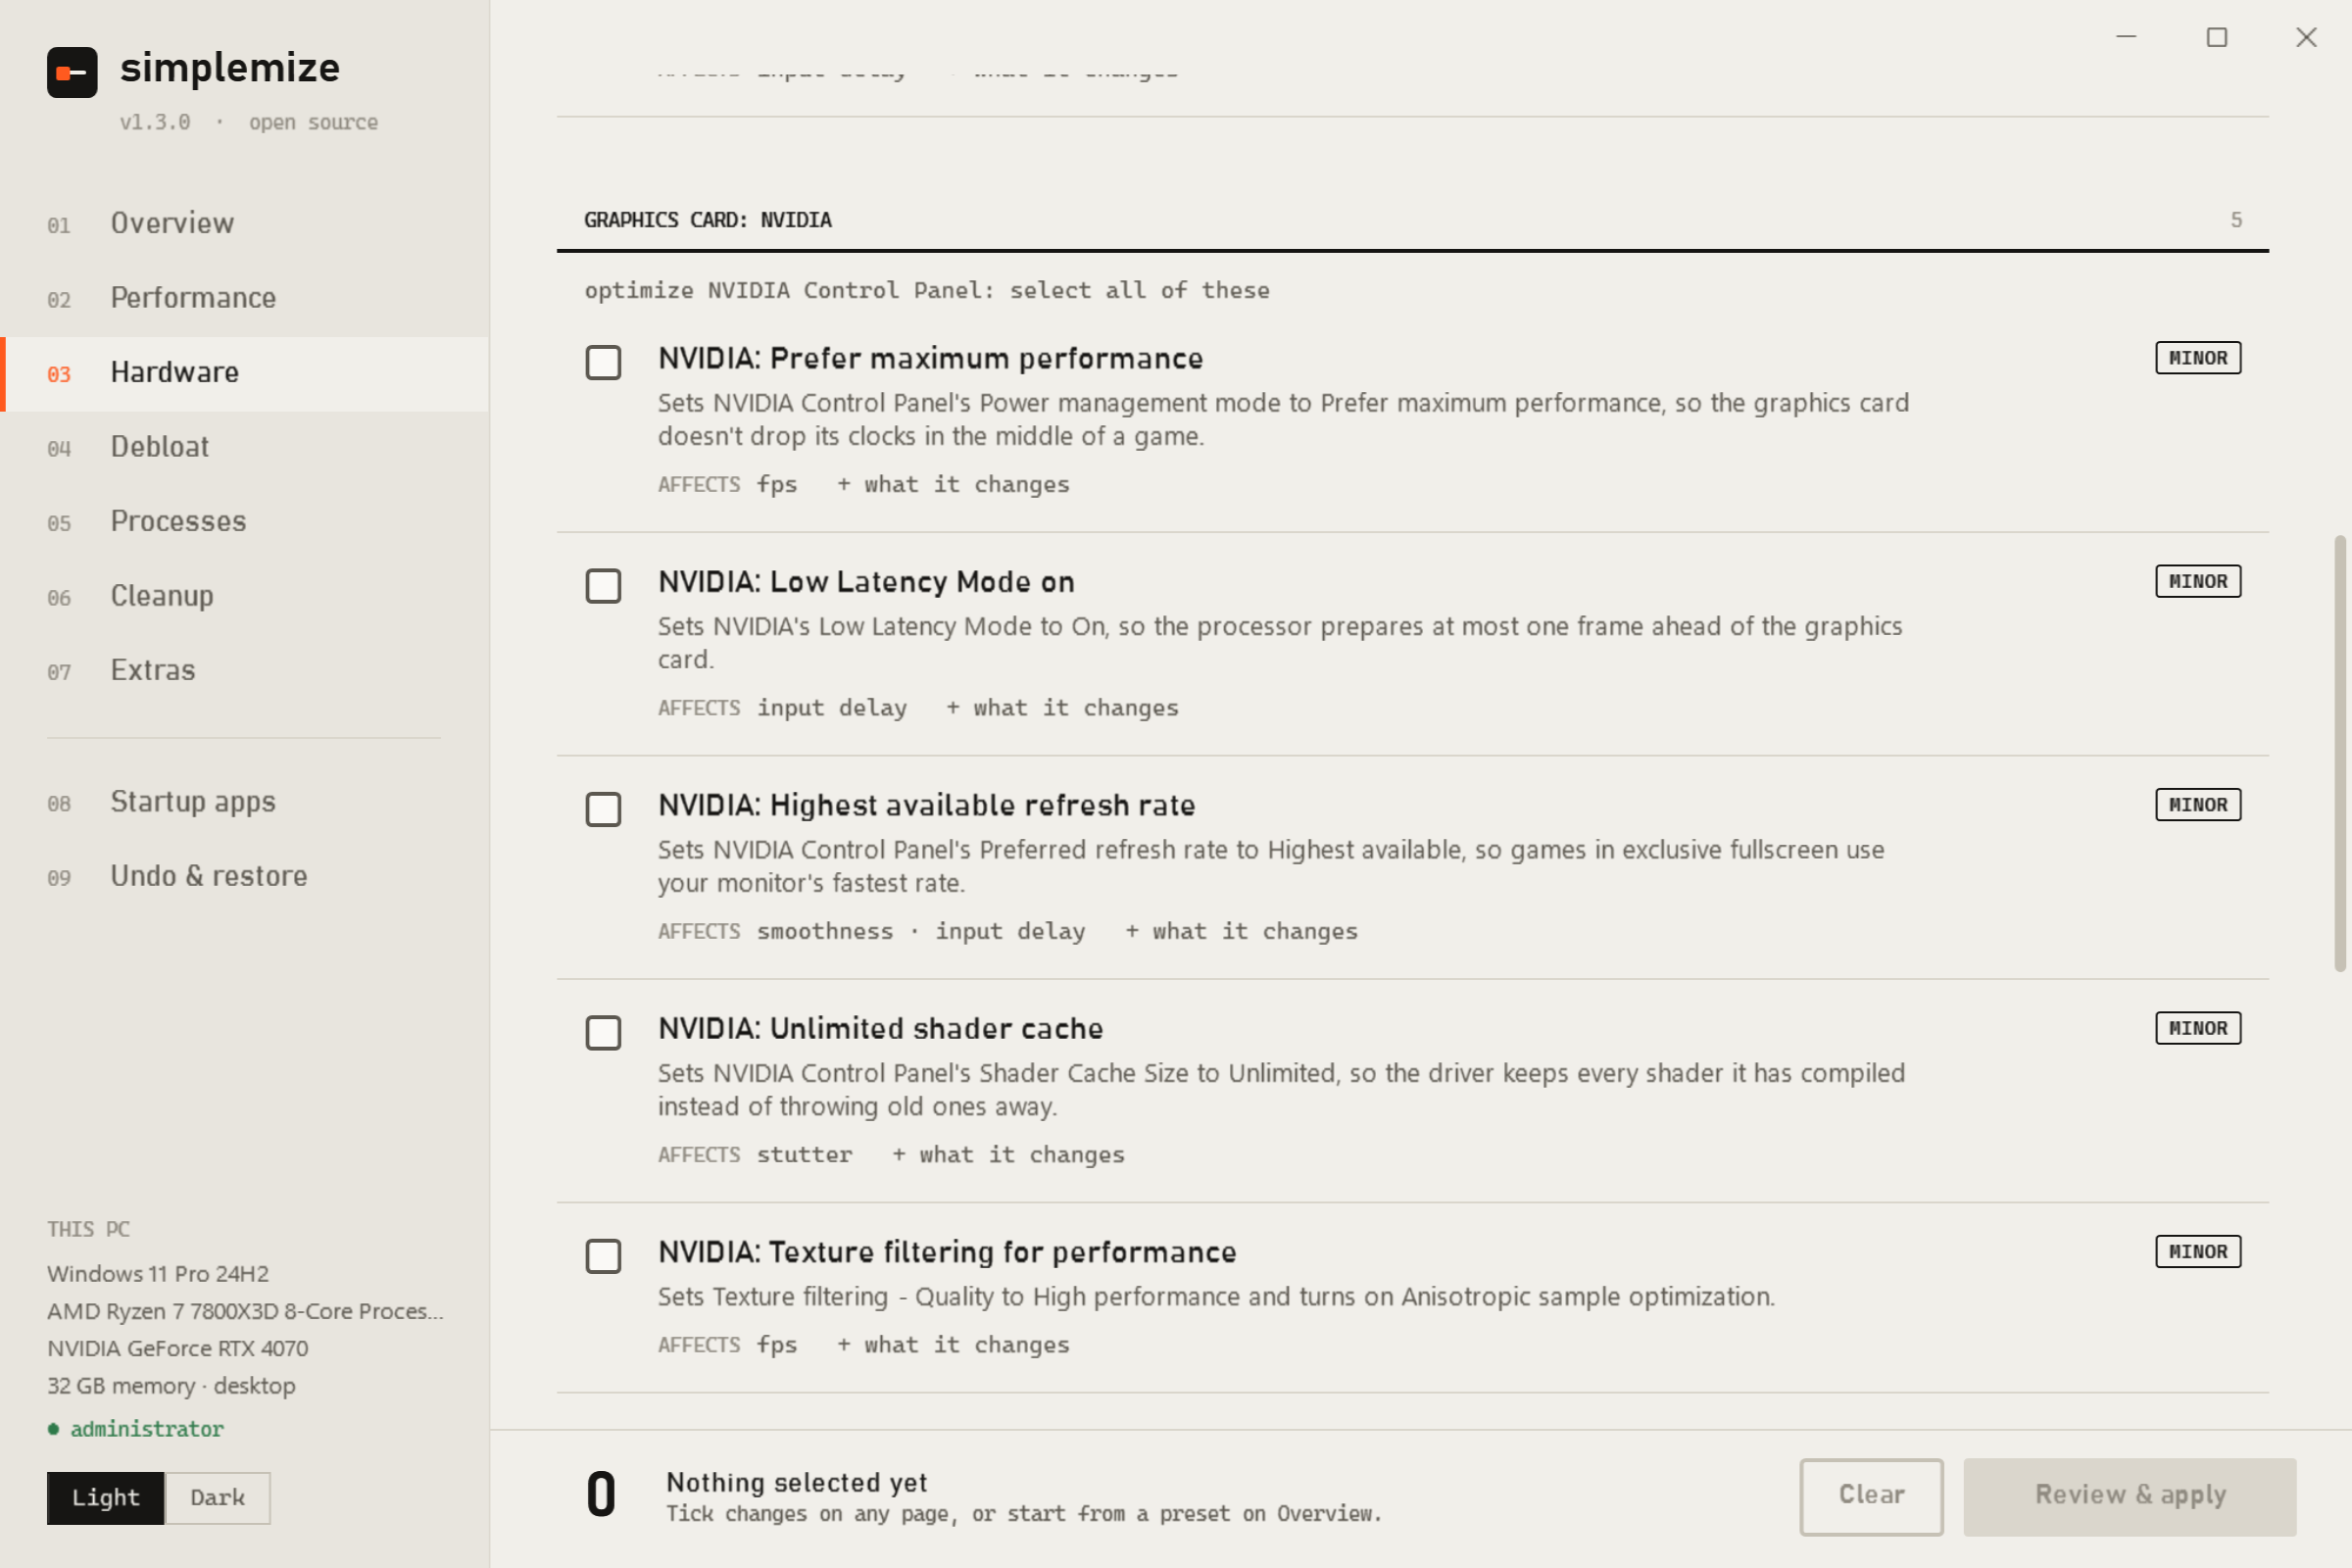 simplemize
v1.3.0 · open source
01 Overview
02 Performance
03 Hardware
04 Debloat
05 Processes
06 Cleanup
07 Extras
08 Startup apps
09 Undo & restore
THIS PC
Windows 11 Pro 24H2
AMD Ryzen 7 7800X3D 8-Core Proces...
NVIDIA GeForce RTX 4070
32 GB memory · desktop
administrator
Light Dark
AFFECTS input delay + what it changes
GRAPHICS CARD: NVIDIA 5
optimize NVIDIA Control Panel: select all of these
NVIDIA: Prefer maximum performance MINOR
Sets NVIDIA Control Panel's Power management mode to Prefer maximum performance, so the graphics card
doesn't drop its clocks in the middle of a game.
AFFECTS fps + what it changes
NVIDIA: Low Latency Mode on MINOR
Sets NVIDIA's Low Latency Mode to On, so the processor prepares at most one frame ahead of the graphics
card.
AFFECTS input delay + what it changes
NVIDIA: Highest available refresh rate MINOR
Sets NVIDIA Control Panel's Preferred refresh rate to Highest available, so games in exclusive fullscreen use
your monitor's fastest rate.
AFFECTS smoothness · input delay + what it changes
NVIDIA: Unlimited shader cache MINOR
Sets NVIDIA Control Panel's Shader Cache Size to Unlimited, so the driver keeps every shader it has compiled
instead of throwing old ones away.
AFFECTS stutter + what it changes
NVIDIA: Texture filtering for performance MINOR
Sets Texture filtering - Quality to High performance and turns on Anisotropic sample optimization.
AFFECTS fps + what it changes
0 Nothing selected yet
Tick changes on any page, or start from a preset on Overview.
Clear Review & apply